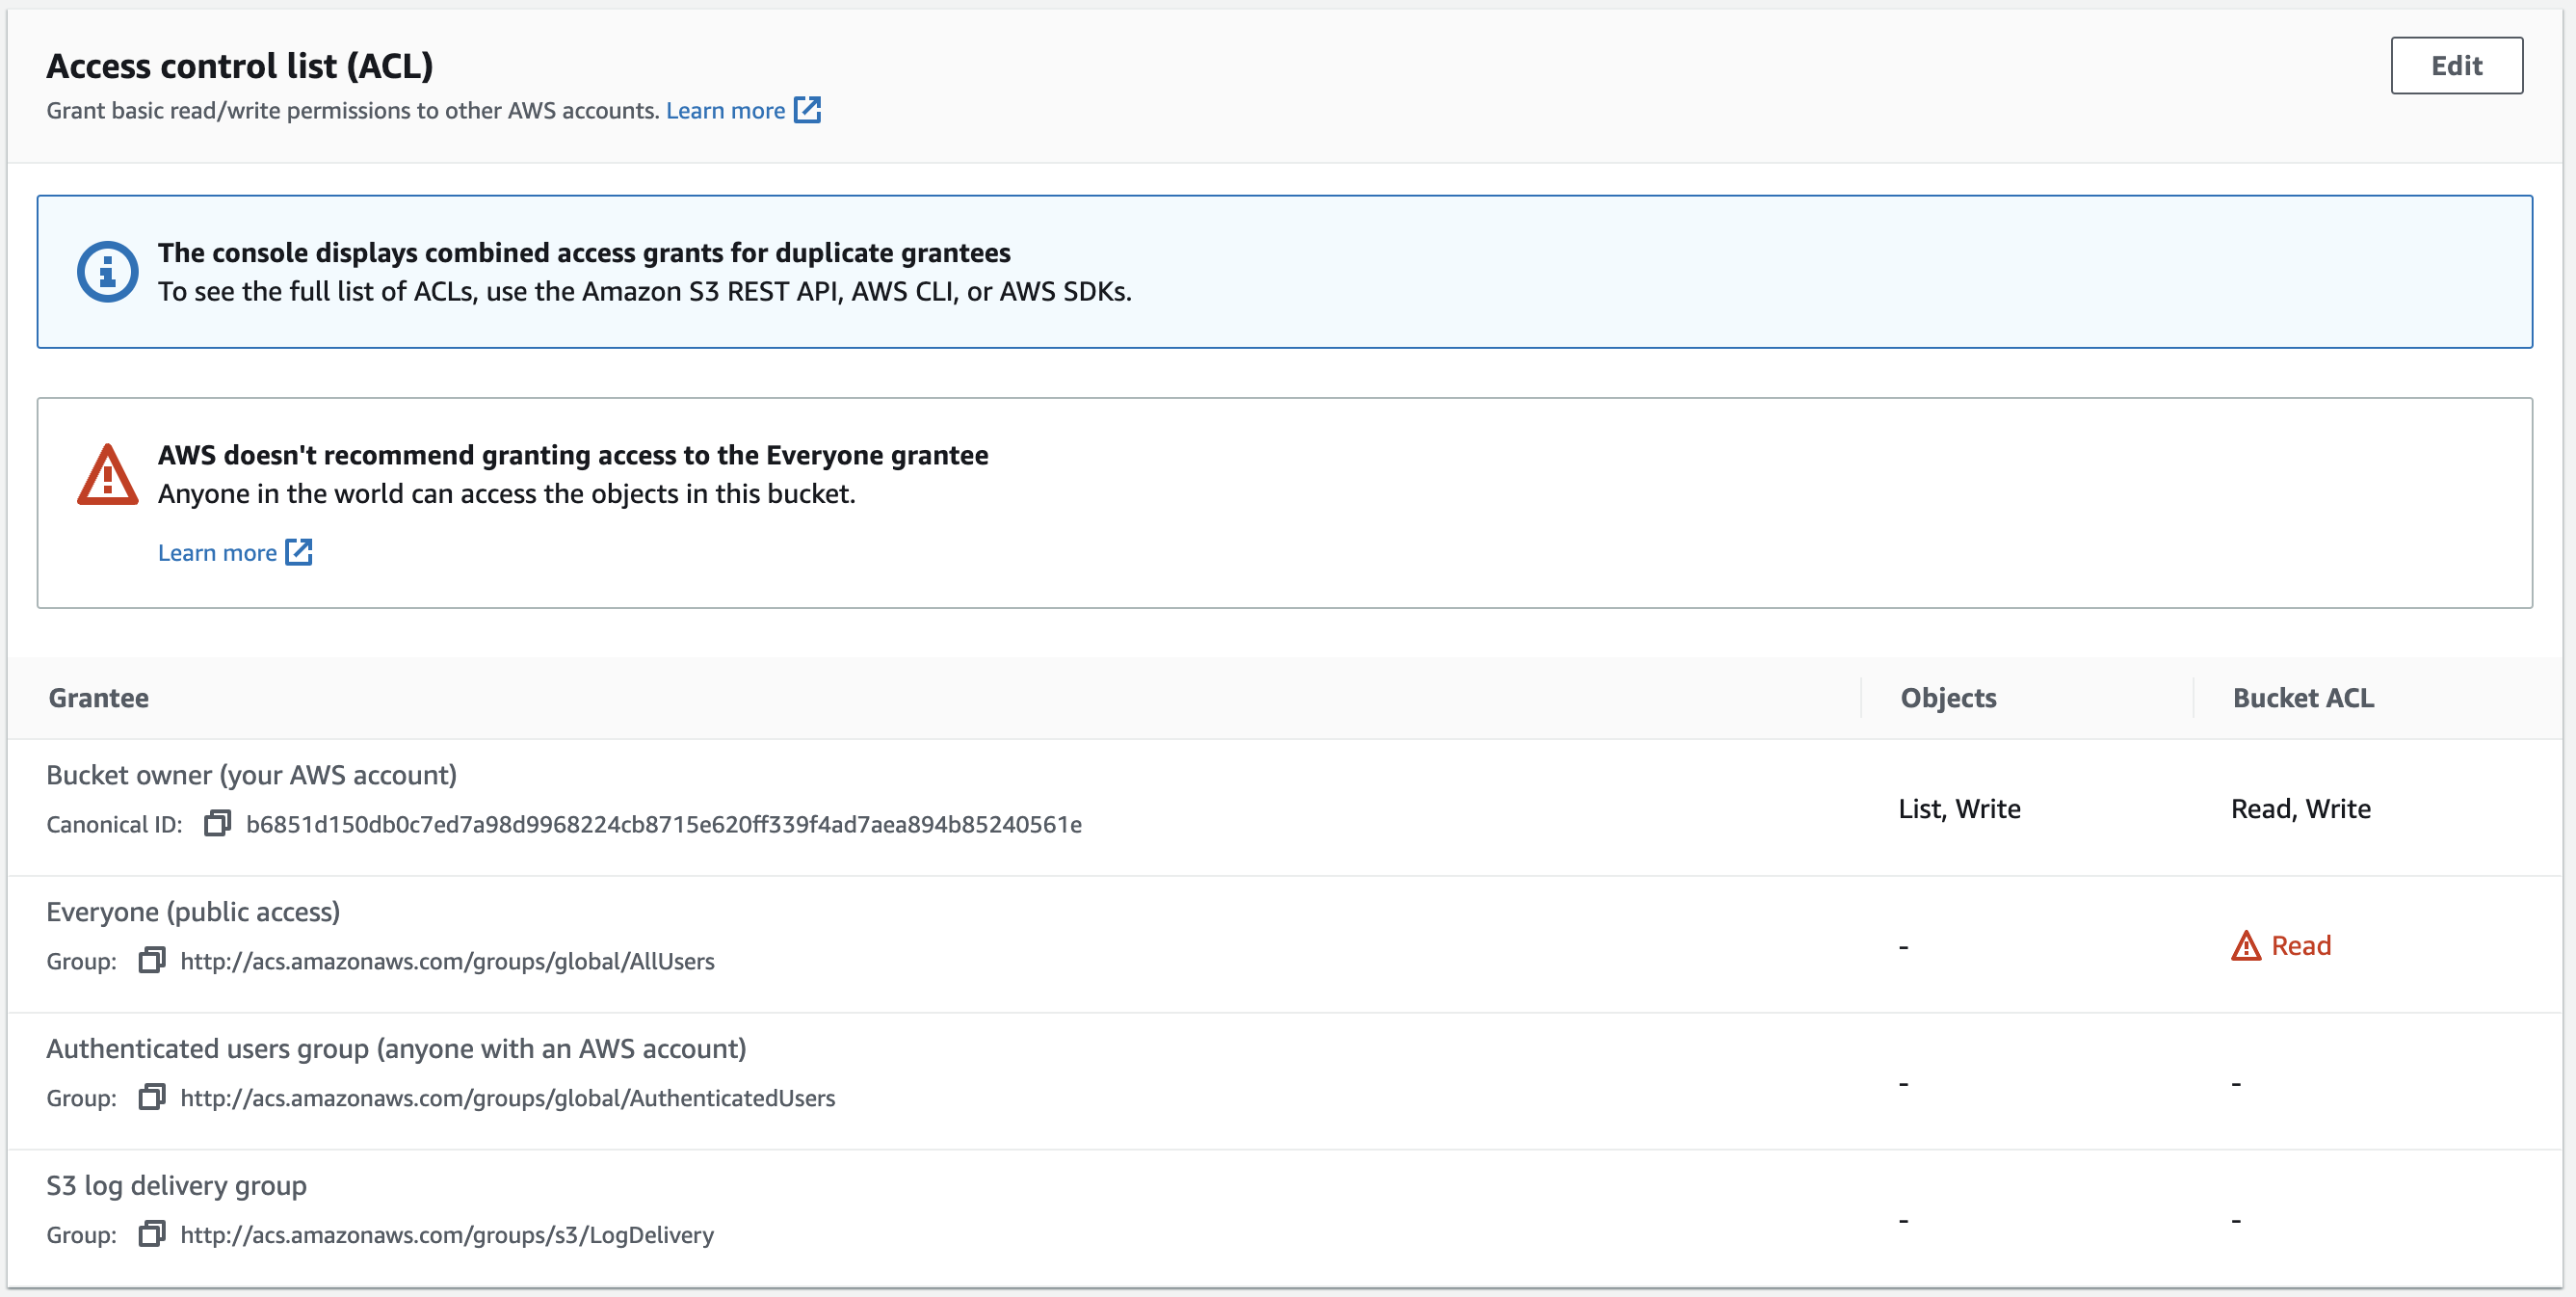 Access control list (ACL)
Edit
Grant basic read/write permissions to other AWS accounts. Learn more
The console displays combined access grants for duplicate grantees
To see the full list of ACLs, use the Amazon S3 REST API, AWS CLI, or AWS SDKs.
AWS doesn't recommend granting access to the Everyone grantee
Anyone in the world can access the objects in this bucket.
Learn more
Grantee Objects Bucket ACL
Bucket owner (your AWS account)
Canonical ID: b6851d150db0c7ed7a98d9968224cb8715e620ff339f4ad7aea894b85240561e
List, Write Read, Write
Everyone (public access)
Group: http://acs.amazonaws.com/groups/global/AllUsers
- Read
Authenticated users group (anyone with an AWS account)
Group: http://acs.amazonaws.com/groups/global/AuthenticatedUsers
- -
S3 log delivery group
Group: http://acs.amazonaws.com/groups/s3/LogDelivery
- -